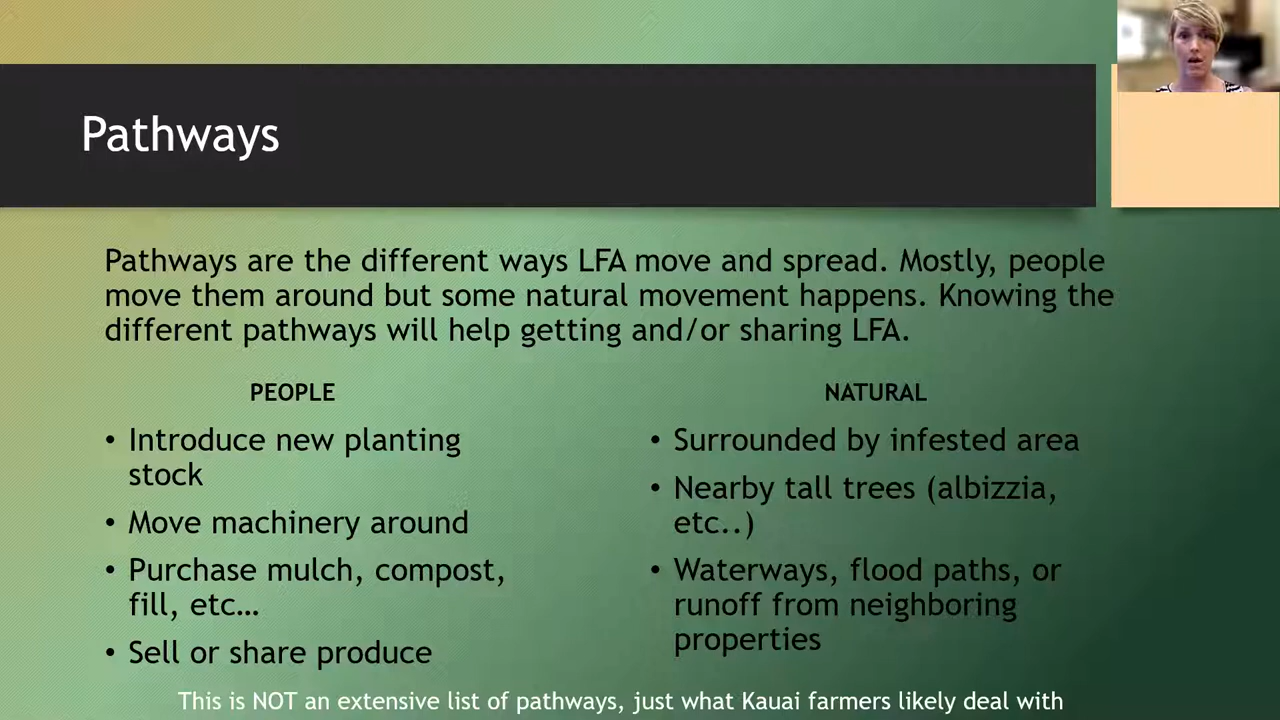 Pathways
Pathways are the different ways LFA move and spread. Mostly, people
move them around but some natural movement happens. Knowing the
different pathways will help getting and/or sharing LFA.
PEOPLE
• Introduce new planting
stock
• Move machinery around
• Purchase mulch, compost,
fill, etc…
• Sell or share produce
NATURAL
• Surrounded by infested area
• Nearby tall trees (albizzia,
etc..)
• Waterways, flood paths, or
runoff from neighboring
properties
This is NOT an extensive list of pathways, just what Kauai farmers likely deal with